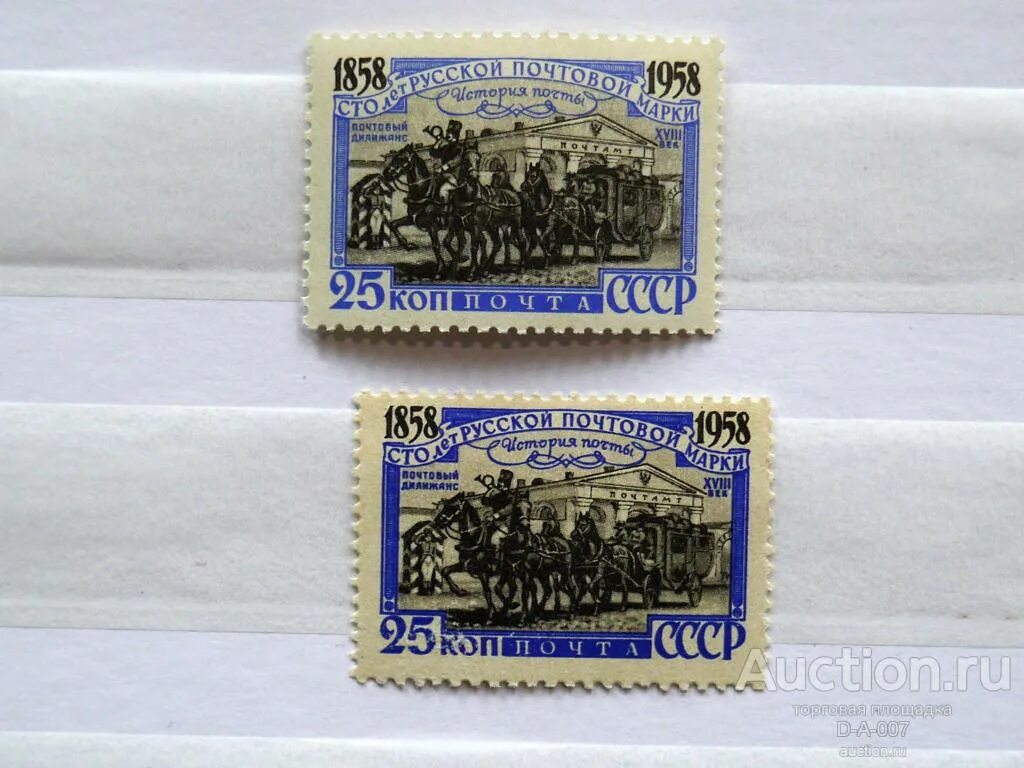 1858 1958
СТО лет РУССКОЙ ПОЧТОВОЙ МАРКИ
История почты
ПОЧТОВЫЙ ДИЛИЖАНС
XVIII ВЕК
ПОЧТАМТ
25 КОП ПОЧТА СССР
1858 1958
СТО лет РУССКОЙ ПОЧТОВОЙ МАРКИ
История почты
ПОЧТОВЫЙ ДИЛИЖАНС
XVIII ВЕК
ПОЧТАМТ
25 КОП ПОЧТА СССР
Auction.ru
торговая площадка
D-A-007
auction.ru